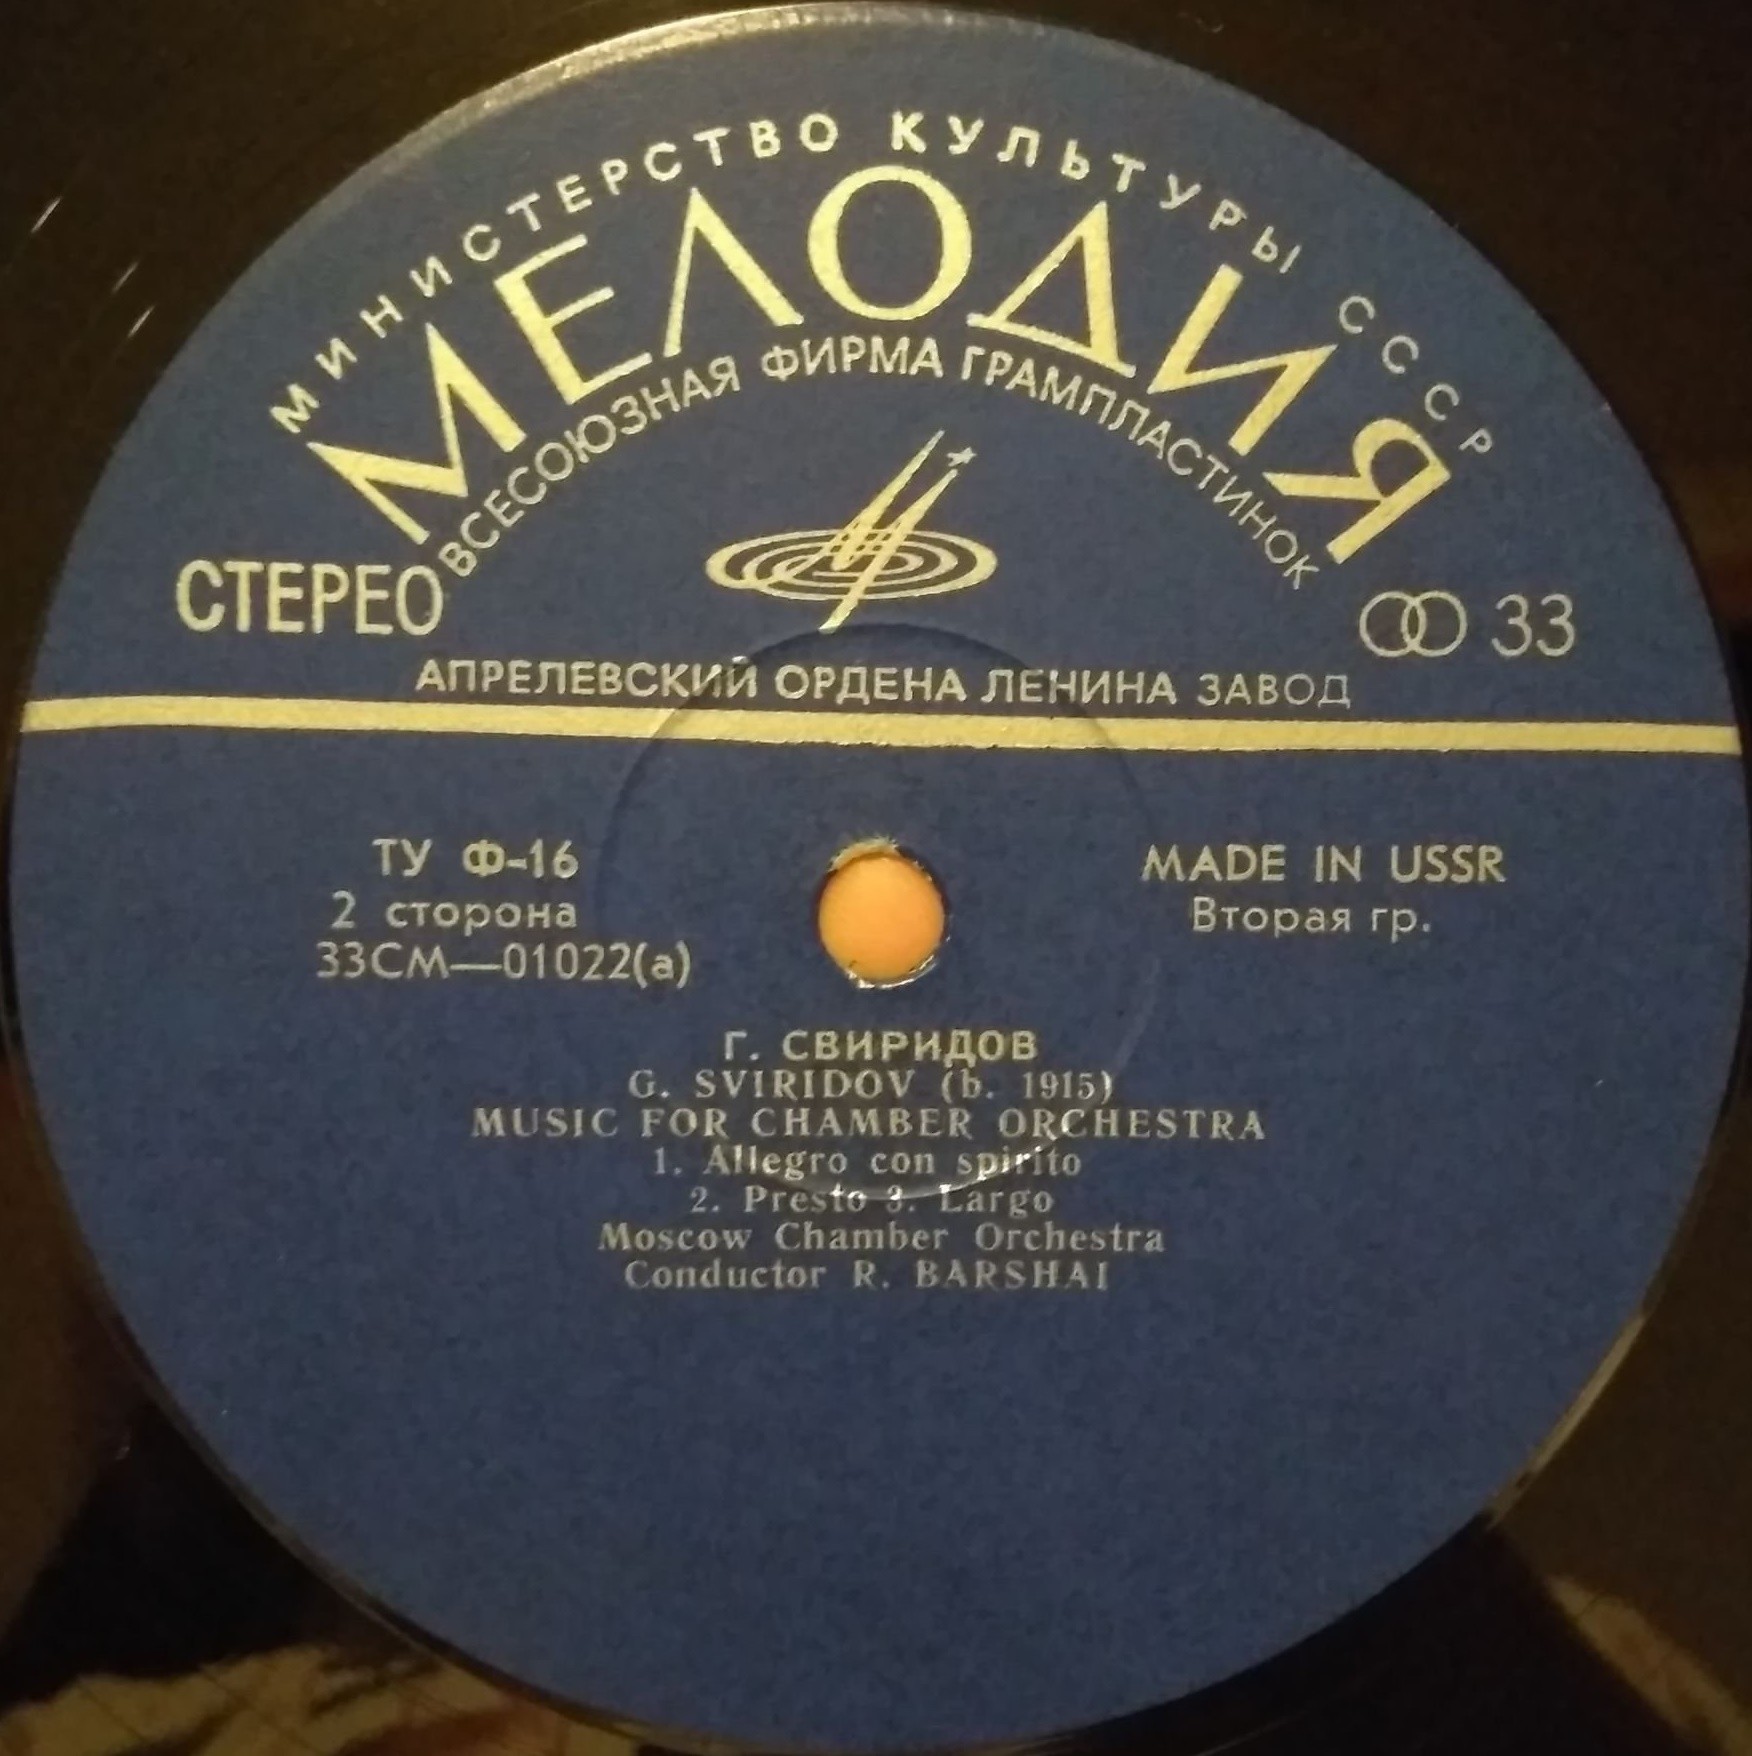 МИНИСТЕРСТВО КУЛЬТУРЫ СССР
МЕЛОДИЯ
ВСЕСОЮЗНАЯ ФИРМА ГРАМПЛАСТИНОК
СТЕРЕО
33
АПРЕЛЕВСКИЙ ОРДЕНА ЛЕНИНА ЗАВОД
ТУ Ф-16
2 сторона
33СМ—01022(а)
MADE IN USSR
Вторая гр.
Г. СВИРИДОВ
G. SVIRIDOV (b. 1915)
MUSIC FOR CHAMBER ORCHESTRA
1. Allegro con spirito
2. Presto 3. Largo
Moscow Chamber Orchestra
Conductor R. BARSHAI